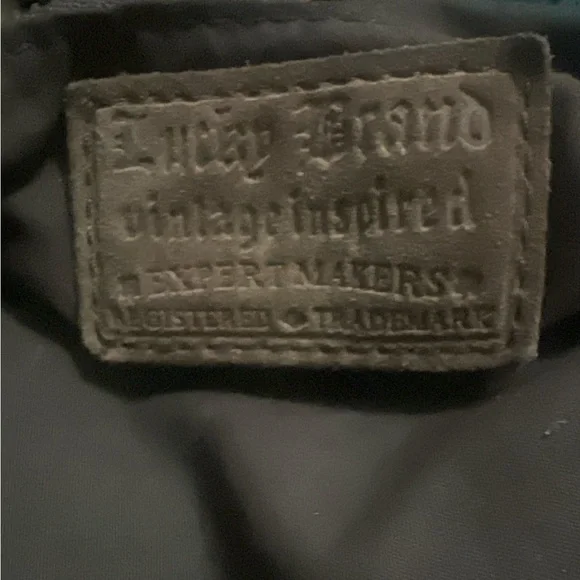 Lucky Brand
vintage inspired
EXPERT MAKERS
REGISTERED TRADEMARK